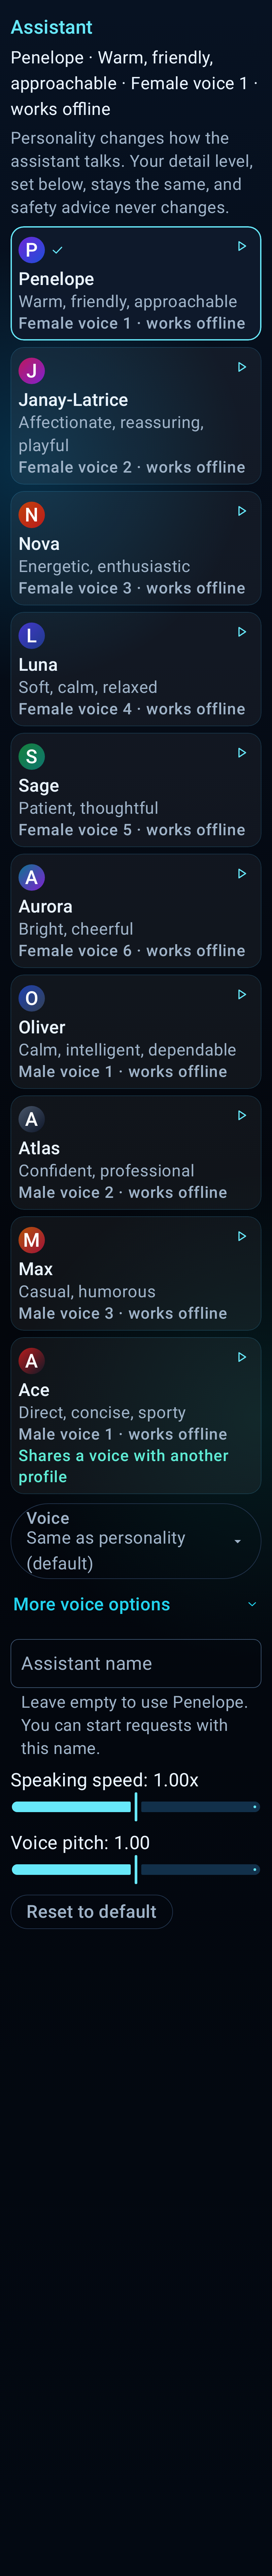 Assistant
Penelope · Warm, friendly,
approachable · Female voice 1 ·
works offline
Personality changes how the
assistant talks. Your detail level,
set below, stays the same, and
safety advice never changes.
P
Penelope
Warm, friendly, approachable
Female voice 1 · works offline
J
Janay-Latrice
Affectionate, reassuring,
playful
Female voice 2 · works offline
N
Nova
Energetic, enthusiastic
Female voice 3 · works offline
L
Luna
Soft, calm, relaxed
Female voice 4 · works offline
S
Sage
Patient, thoughtful
Female voice 5 · works offline
A
Aurora
Bright, cheerful
Female voice 6 · works offline
O
Oliver
Calm, intelligent, dependable
Male voice 1 · works offline
A
Atlas
Confident, professional
Male voice 2 · works offline
M
Max
Casual, humorous
Male voice 3 · works offline
A
Ace
Direct, concise, sporty
Male voice 1 · works offline
Shares a voice with another
profile
Voice
Same as personality
(default)
More voice options
Assistant name
Leave empty to use Penelope.
You can start requests with
this name.
Speaking speed: 1.00x
Voice pitch: 1.00
Reset to default